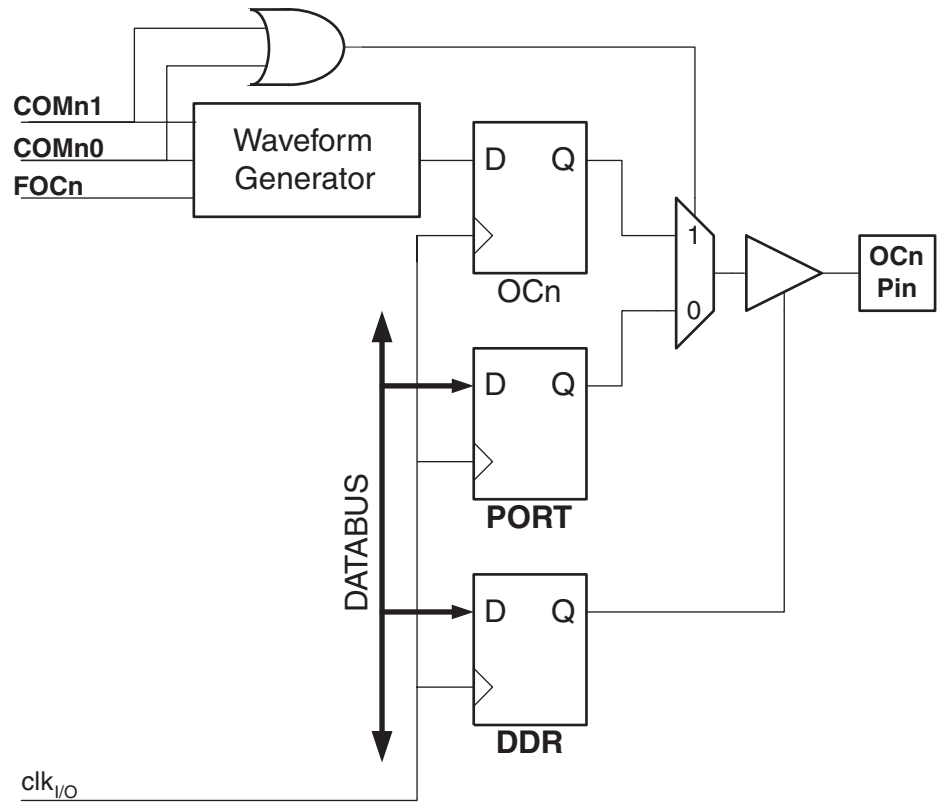 COMn1
COMn0
FOCn
Waveform
Generator
D Q
OCn
1
0
OCn
Pin
D Q
PORT
DATABUS
D Q
DDR
clkI/O